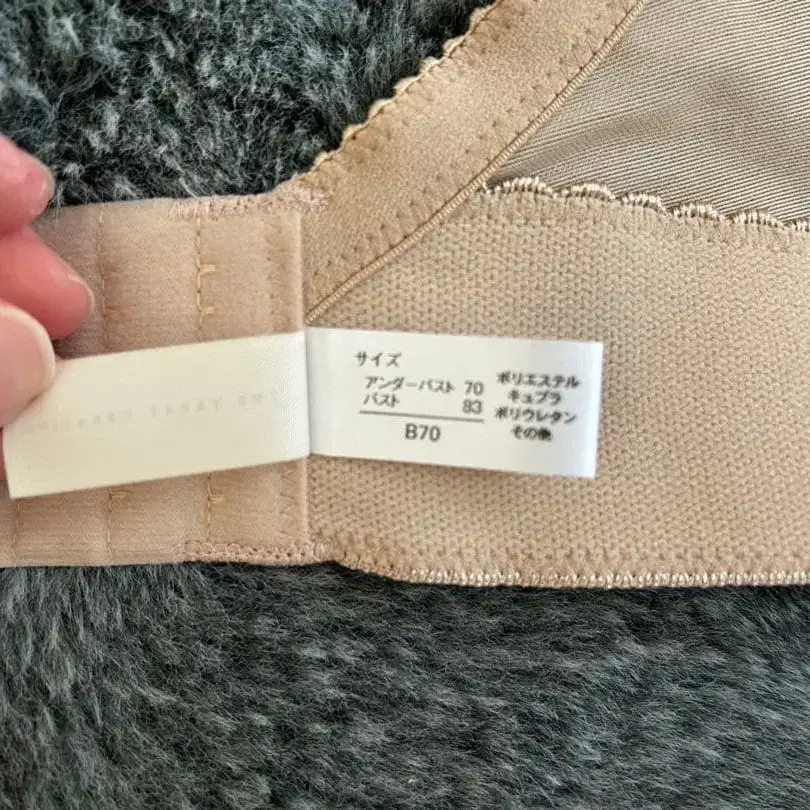 サイズ
アンダーバスト 70
バスト 83
B70
ポリエステル
キュプラ
ポリウレタン
その他